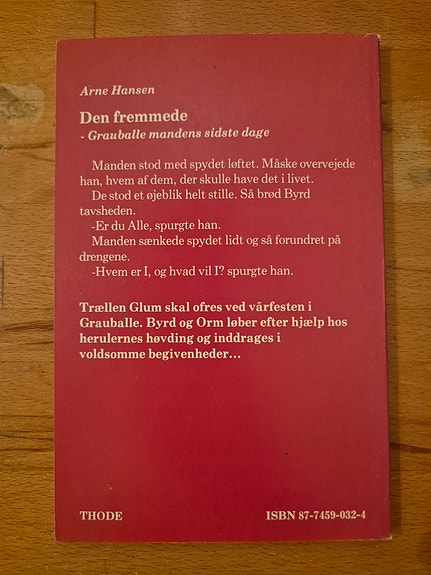 Arne Hansen
Den fremmede
- Grauballe mandens sidste dage
Manden stod med spydet løftet. Måske overvejede
han, hvem af dem, der skulle have det i livet.
De stod et øjeblik helt stille. Så brød Byrd
tavsheden.
-Er du Alle, spurgte han.
Manden sænkede spydet lidt og så forundret på
drengene.
-Hvem er I, og hvad vil I? spurgte han.
Trællen Glum skal ofres ved vårfesten i
Grauballe. Byrd og Orm løber efter hjælp hos
herulernes høvding og inddrages i
voldsomme begivenheder...
THODE
ISBN 87-7459-032-4